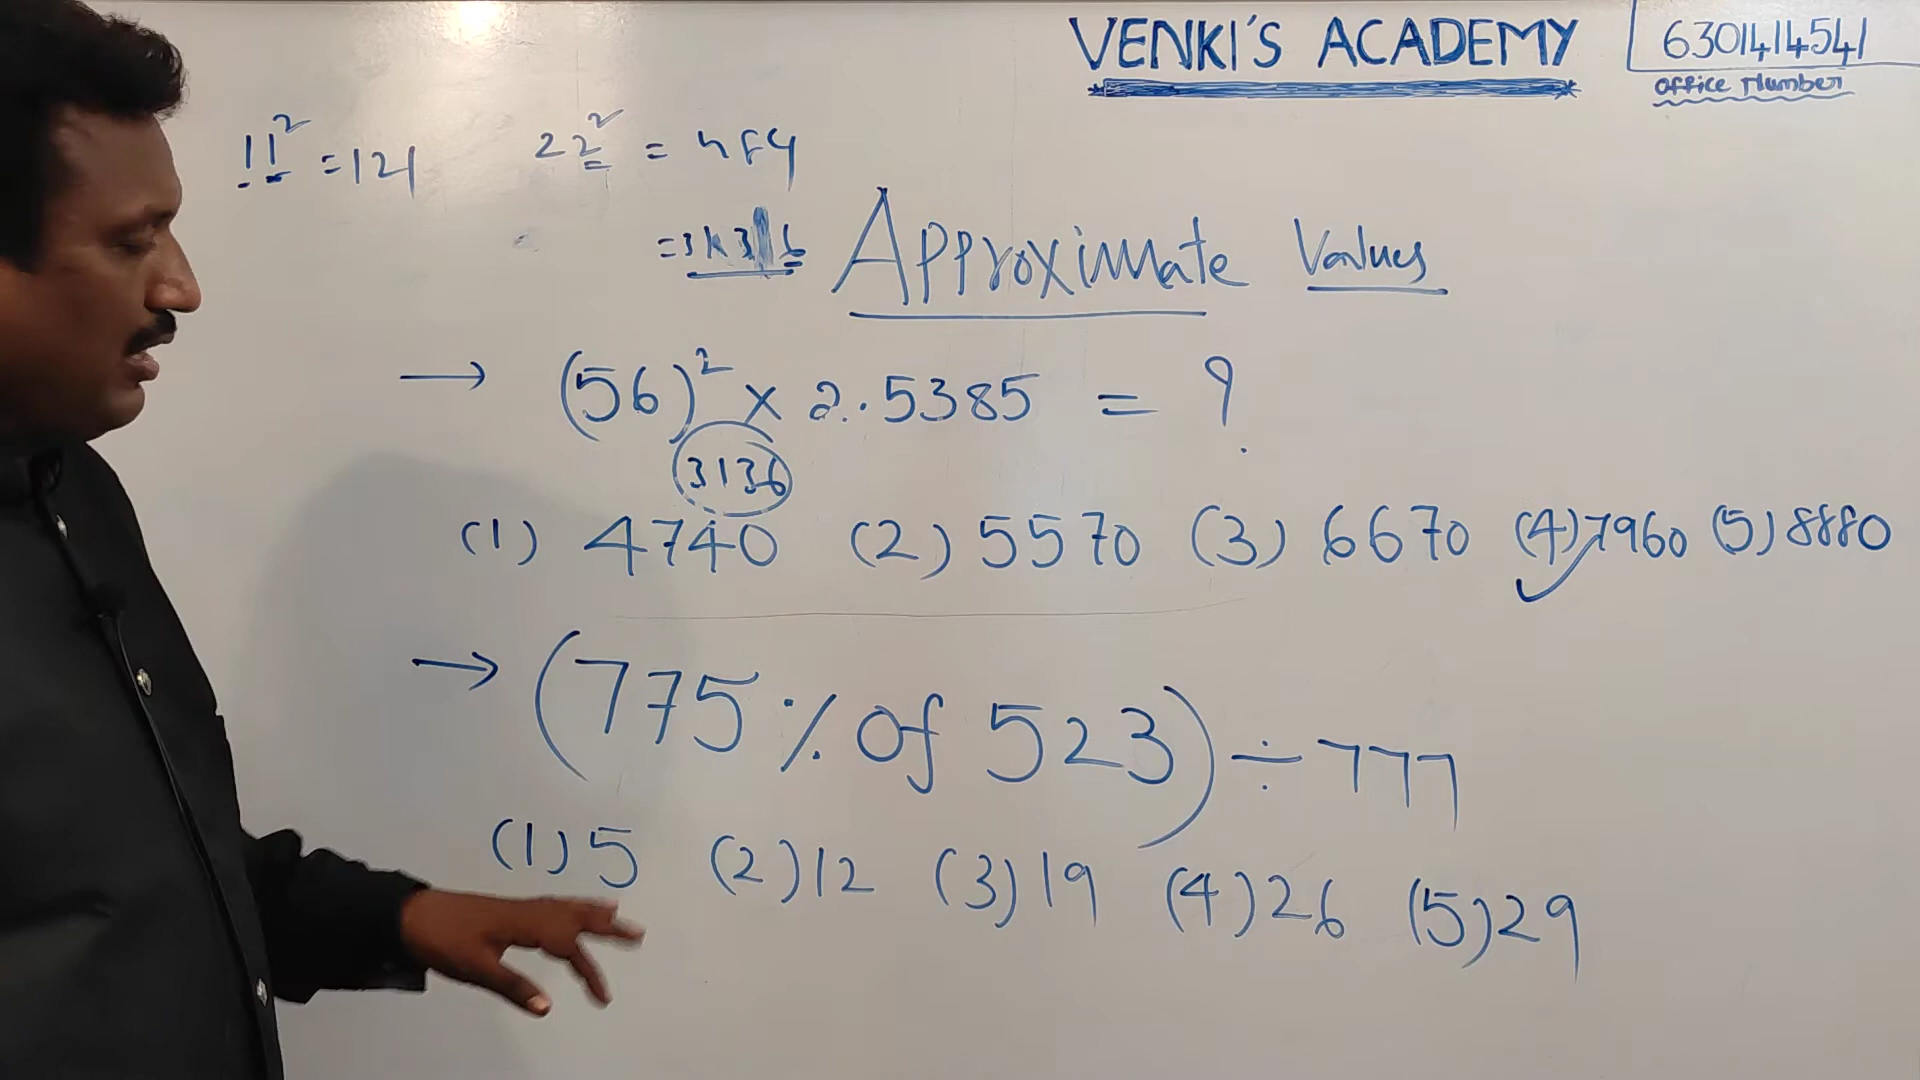 VENKI'S ACADEMY
6301414541
office Number
11² = 121
22² = 484
Approximate Values
→ (56)² × 2.5385 = ?
3136
(1) 4740 (2) 5570 (3) 6670 (4) 7960 (5) 8880
→ (775% of 523) ÷ 777
(1) 5 (2) 12 (3) 19 (4) 26 (5) 29